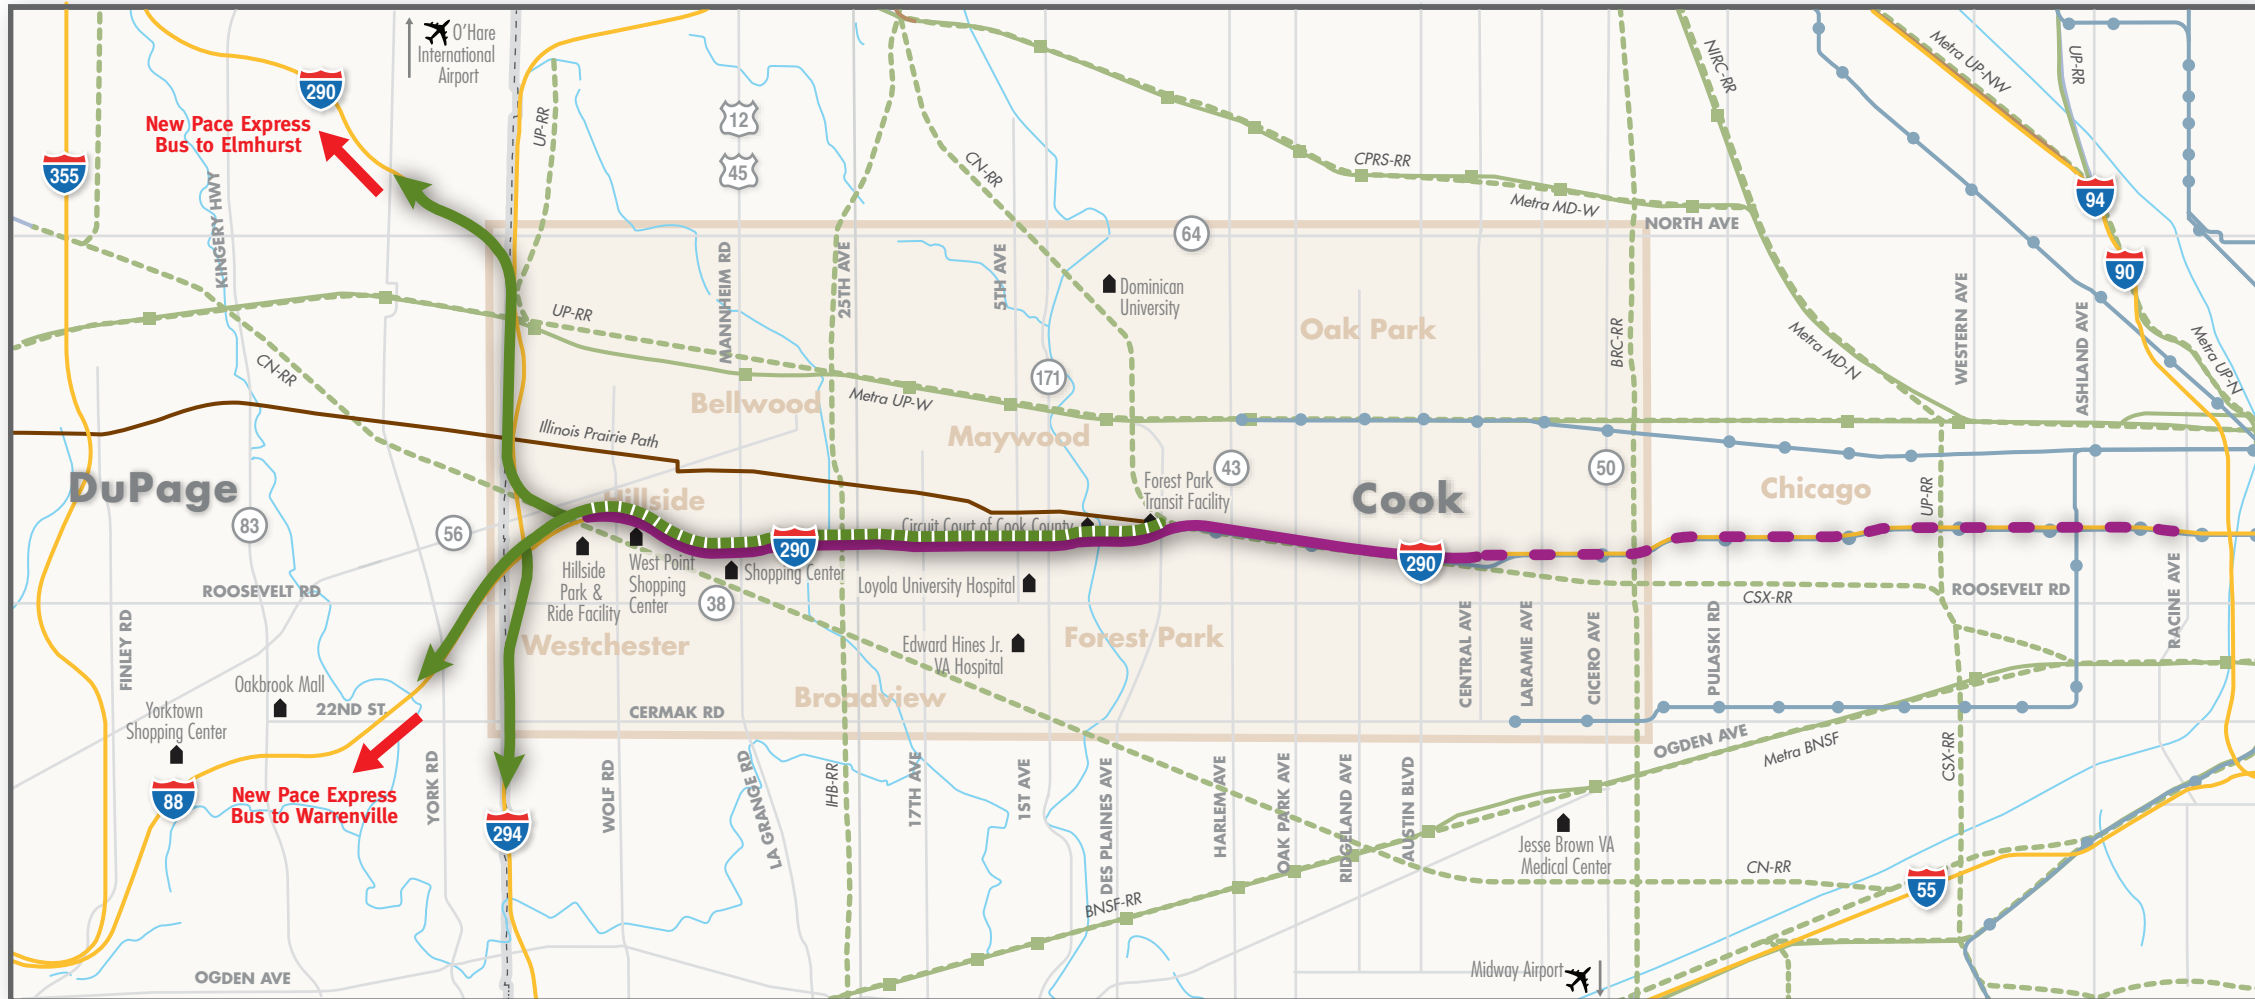 O'Hare
International
Airport
290
New Pace Express
Bus to Elmhurst
355
KINGERY HWY
UP-RR
12
45
CN-RR
CPRS-RR
Metra MD-W
NIRC-RR
Metra UP-NW
UP-RR
94
90
64
NORTH AVE
MANNHEIM RD
25TH AVE
5TH AVE
Dominican
University
Oak Park
BRC-RR
Metra MD-N
WESTERN AVE
ASHLAND AVE
Metra UP-N
UP-RR
CN-RR
171
Bellwood
Metra UP-W
Maywood
Illinois Prairie Path
DuPage
83
56
Hillside
Forest Park
Transit Facility
43
Cook
50
Chicago
UP-RR
Circuit Court of Cook County
290
290
Hillside
Park &
Ride Facility
West Point
Shopping
Center
Shopping Center
38
Loyola University Hospital
ROOSEVELT RD
CSX-RR
ROOSEVELT RD
RACINE AVE
FINLEY RD
Westchester
Edward Hines Jr.
VA Hospital
Forest Park
CENTRAL AVE
LARAMIE AVE
CICERO AVE
PULASKI RD
Oakbrook Mall
22ND ST.
Yorktown
Shopping Center
Broadview
CERMAK RD
OGDEN AVE
Metra BNSF
CSX-RR
88
New Pace Express
Bus to Warrenville
YORK RD
294
WOLF RD
LA GRANGE RD
IHB-RR
17TH AVE
1ST AVE
DES PLAINES AVE
HARLEM AVE
OAK PARK AVE
RIDGELAND AVE
AUSTIN BLVD
Jesse Brown VA
Medical Center
CN-RR
55
BNSF-RR
OGDEN AVE
Midway Airport